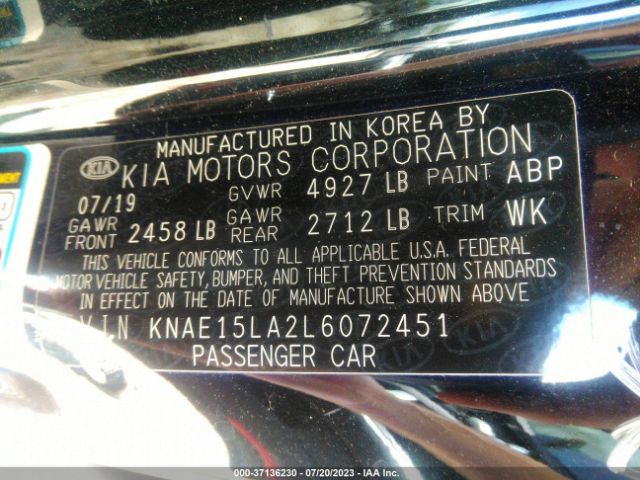 MANUFACTURED IN KOREA BY
KIA KIA MOTORS CORPORATION
07/19 GVWR 4927 LB PAINT ABP
GAWR FRONT 2458 LB GAWR REAR 2712 LB TRIM WK
THIS VEHICLE CONFORMS TO ALL APPLICABLE U.S.A. FEDERAL
MOTOR VEHICLE SAFETY, BUMPER, AND THEFT PREVENTION STANDARDS
IN EFFECT ON THE DATE OF MANUFACTURE SHOWN ABOVE
VIN KNAE15LA2L6072451
PASSENGER CAR
000-37136230 - 07/20/2023 - IAA Inc.